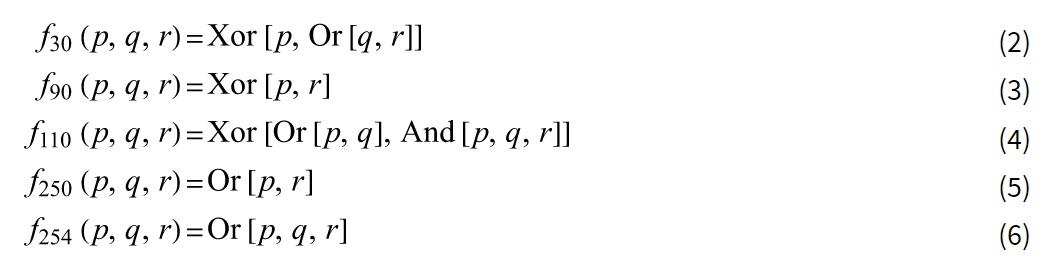 f30 (p, q, r)=Xor [p, Or [q, r]] (2)
f90 (p, q, r)=Xor [p, r] (3)
f110 (p, q, r)=Xor [Or [p, q], And [p, q, r]] (4)
f250 (p, q, r)=Or [p, r] (5)
f254 (p, q, r)=Or [p, q, r] (6)